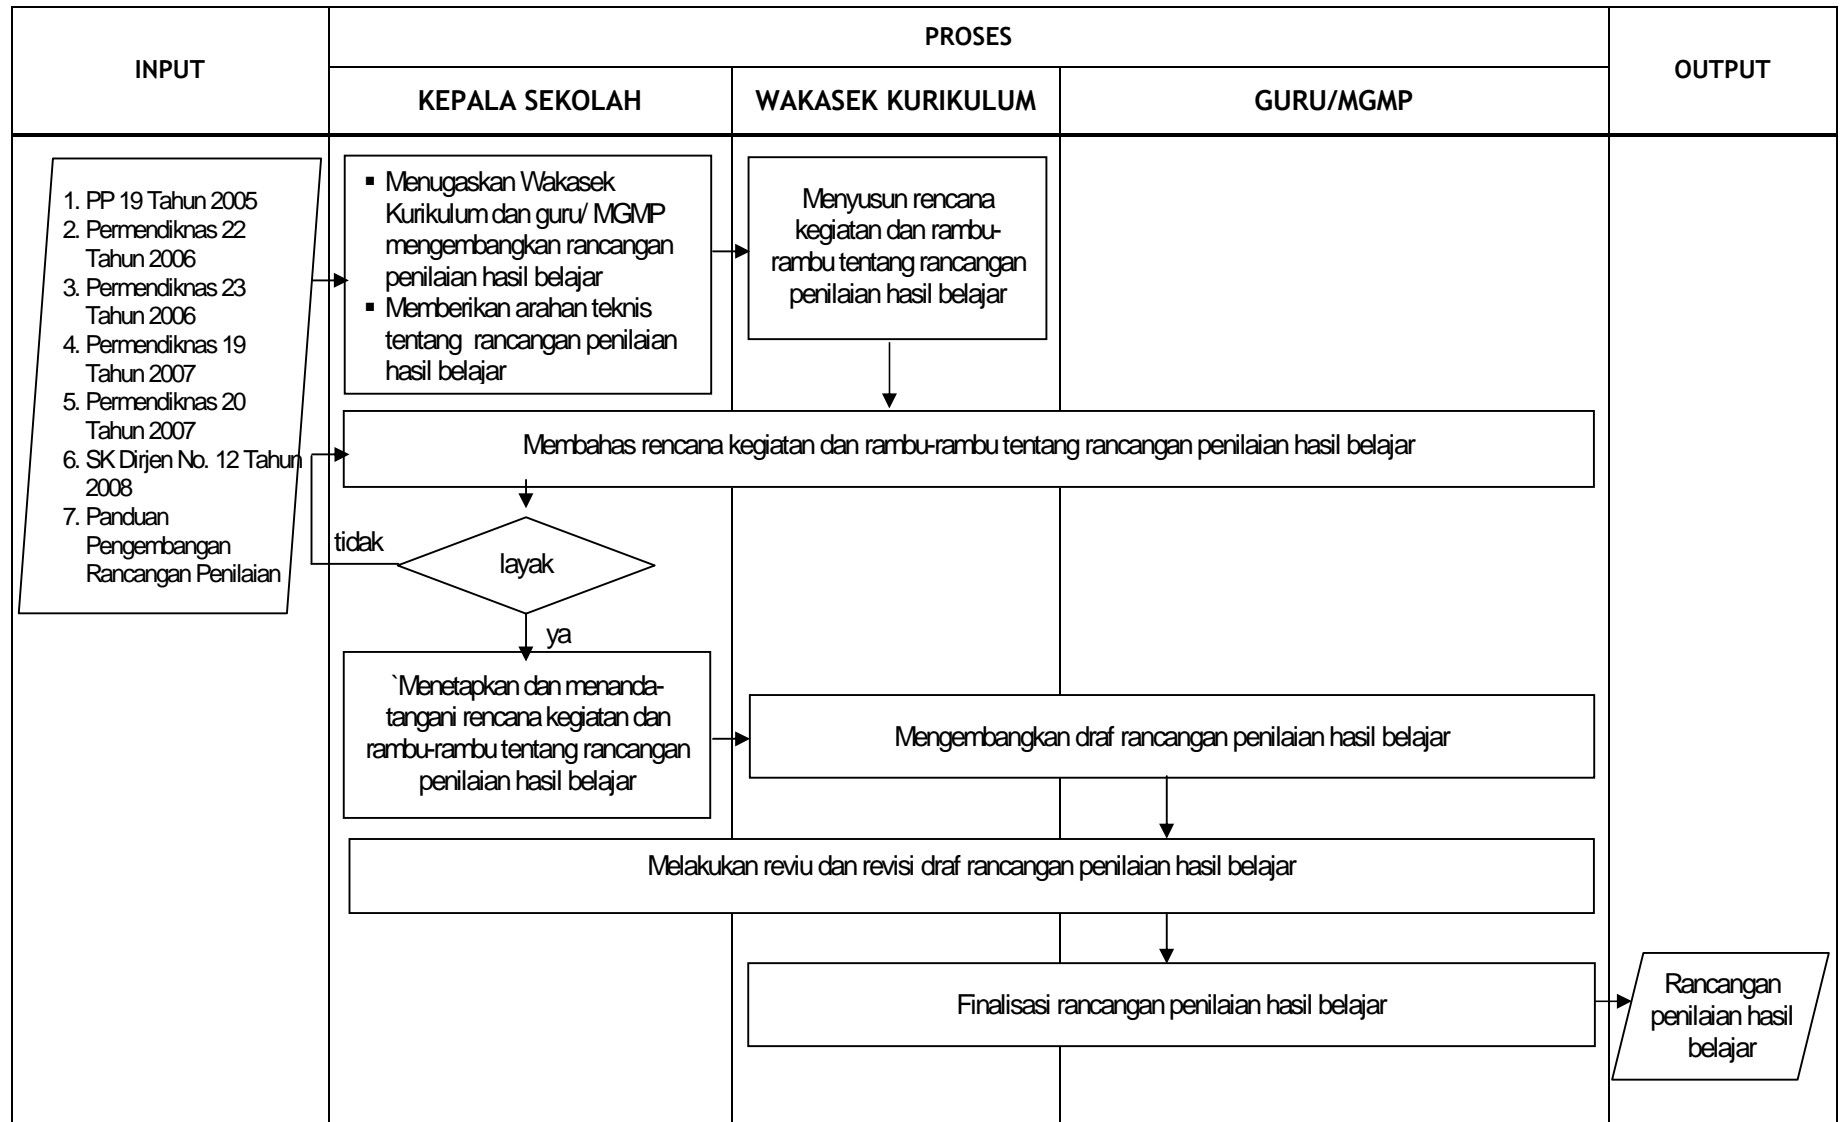 INPUT
PROSES
OUTPUT
KEPALA SEKOLAH
WAKASEK KURIKULUM
GURU/MGMP
1. PP 19 Tahun 2005
2. Permendiknas 22
Tahun 2006
3. Permendiknas 23
Tahun 2006
4. Permendiknas 19
Tahun 2007
5. Permendiknas 20
Tahun 2007
6. SK Dirjen No. 12 Tahun
2008
7. Panduan
Pengembangan
Rancangan Penilaian
▪ Menugaskan Wakasek
Kurikulum dan guru/ MGMP
mengembangkan rancangan
penilaian hasil belajar
▪ Memberikan arahan teknis
tentang rancangan penilaian
hasil belajar
Menyusun rencana
kegiatan dan rambu-
rambu tentang rancangan
penilaian hasil belajar
Membahas rencana kegiatan dan rambu-rambu tentang rancangan penilaian hasil belajar
tidak
layak
ya
`Menetapkan dan menanda-
tangani rencana kegiatan dan
rambu-rambu tentang rancangan
penilaian hasil belajar
Mengembangkan draf rancangan penilaian hasil belajar
Melakukan reviu dan revisi draf rancangan penilaian hasil belajar
Finalisasi rancangan penilaian hasil belajar
Rancangan
penilaian hasil
belajar